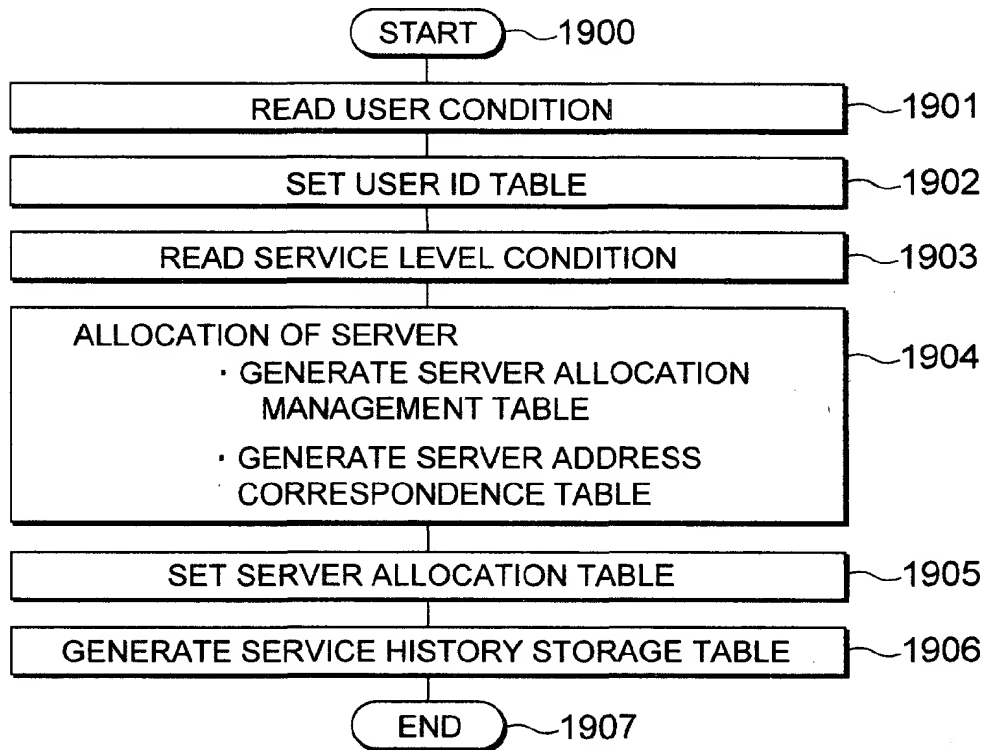 START 1900
READ USER CONDITION 1901
SET USER ID TABLE 1902
READ SERVICE LEVEL CONDITION 1903
ALLOCATION OF SERVER 1904
· GENERATE SERVER ALLOCATION
MANAGEMENT TABLE
· GENERATE SERVER ADDRESS
CORRESPONDENCE TABLE
SET SERVER ALLOCATION TABLE 1905
GENERATE SERVICE HISTORY STORAGE TABLE 1906
END 1907